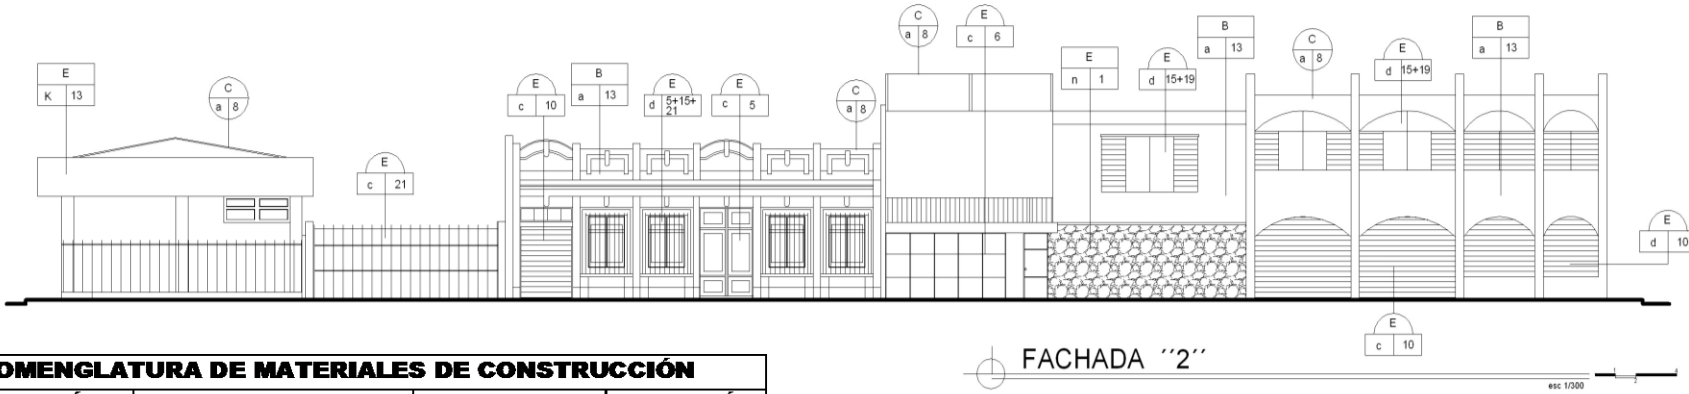 C
a 8
E
c 6
B
a 13
B
a 13
C
a 8
E
n 1
E
d 15+19
E
d 15+19
E
K 13
C
a 8
E
c 10
B
a 13
E
d 5+15+
21
E
c 5
C
a 8
E
c 21
E
d 10
E
c 10
FACHADA ´´2´´
esc 1/300
OMENGLATURA DE MATERIALES DE CONSTRUCCIÓN